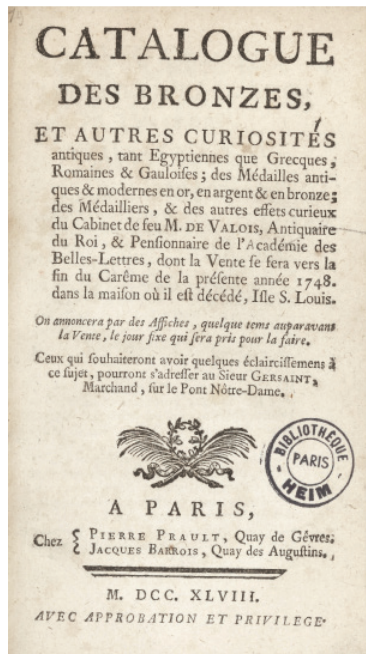 CATALOGUE
DES BRONZES,
ET AUTRES CURIOSITÉS
antiques, tant Egyptiennes que Grecques,
Romaines & Gauloiſes ; des Médailles anti-
ques & modernes en or, en argent & en bronze;
des Médailliers, & des autres effets curieux
du Cabinet de feu M. DE VALOIS, Antiquaire
du Roi, & Penſionnaire de l'Académie des
Belles-Lettres, dont la Vente ſe fera vers la
fin du Carême de la préſente année 1748.
dans la maiſon où il eſt décédé, Iſle S. Louis.
On annoncera par des Affiches, quelque tems auparavant
la Vente, le jour fixe qui ſera pris pour la faire.
Ceux qui ſouhaiteront avoir quelques éclairciſſemens à
ce ſujet, pourront s'adreſſer au Sieur GERSAINT,
Marchand, ſur le Pont Nôtre-Dame.
BIBLIOTHÈQUE
PARIS
HEIM
A PARIS,
Chez { PIERRE PRAULT, Quay de Gêvres.
JACQUES BARROIS, Quay des Auguſtins.
M. DCC. XLVIII.
AVEC APPROBATION ET PRIVILEGE.